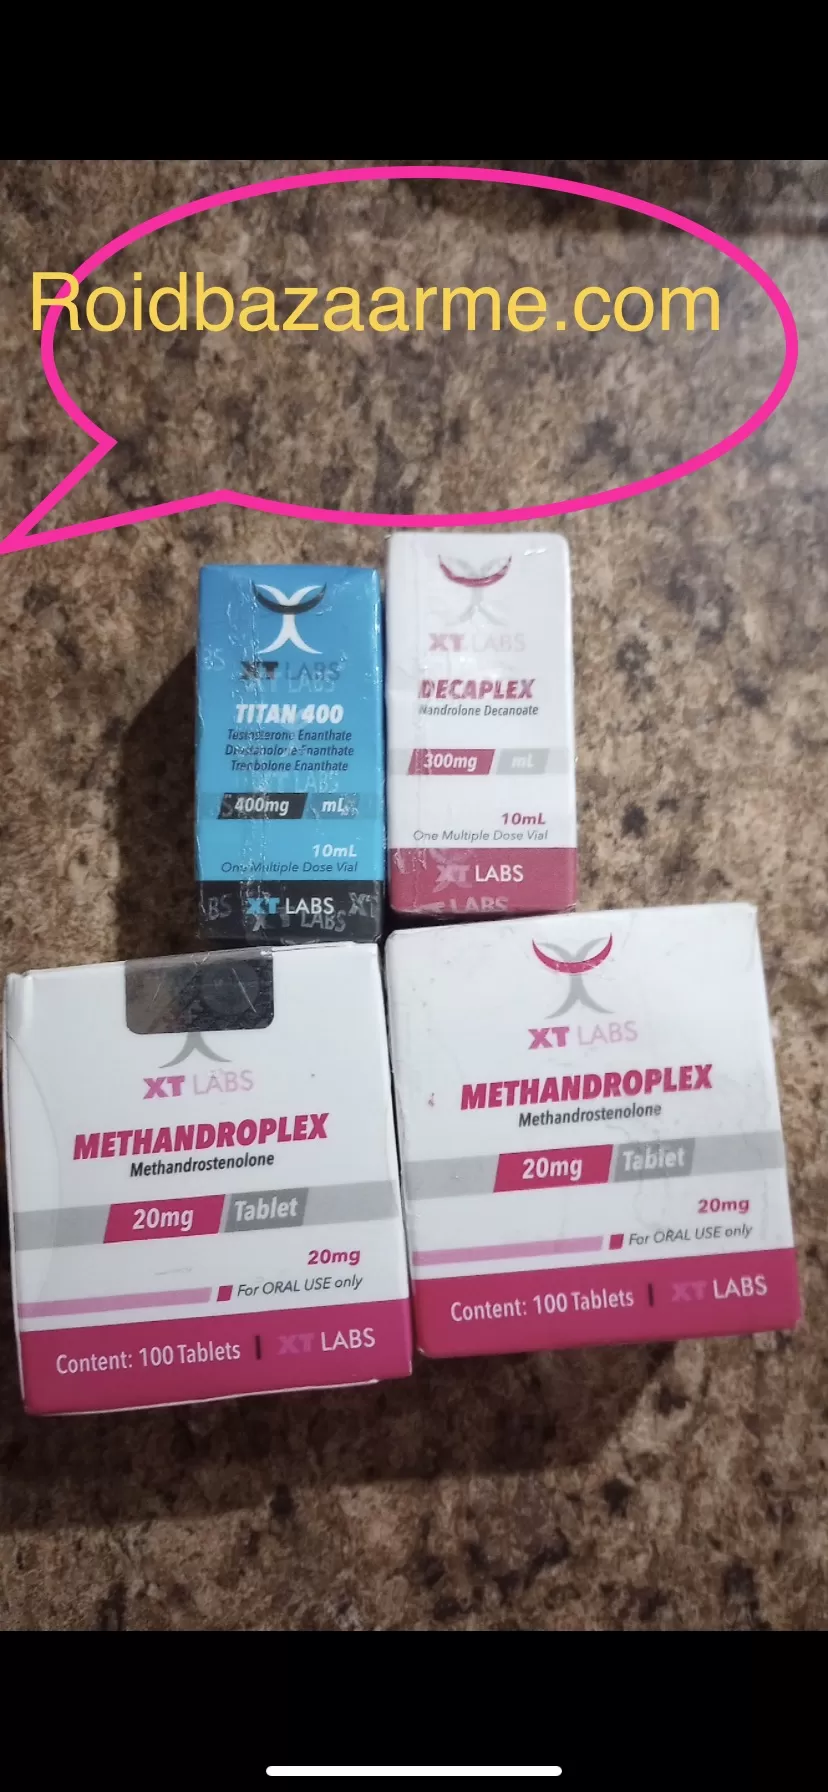 Roidbazaarme.com
XT LABS
TITAN 400
Testosterone Enanthate
Drostanolone Enanthate
Trenbolone Enanthate
400mg mL
10mL
One Multiple Dose Vial
XT LABS
XT LABS
DECAPLEX
Nandrolone Decanoate
300mg mL
10mL
One Multiple Dose Vial
XT LABS
XT LABS
METHANDROPLEX
Methandrostenolone
20mg Tablet
20mg
For ORAL USE only
Content: 100 Tablets | XT LABS
XT LABS
METHANDROPLEX
Methandrostenolone
20mg Tablet
20mg
For ORAL USE only
Content: 100 Tablets | XT LABS